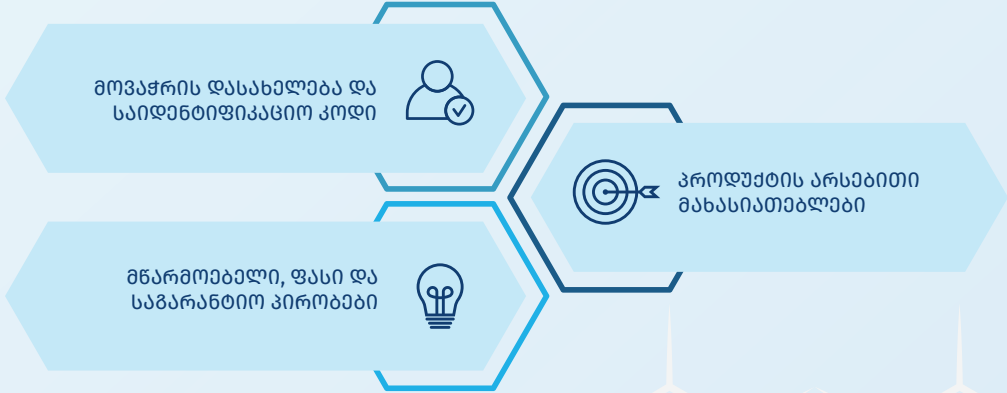 მოვაჭრის დასახელება და
საიდენტიფიკაციო კოდი
პროდუქტის არსებითი
მახასიათებლები
მწარმოებელი, ფასი და
საგარანტიო პირობები